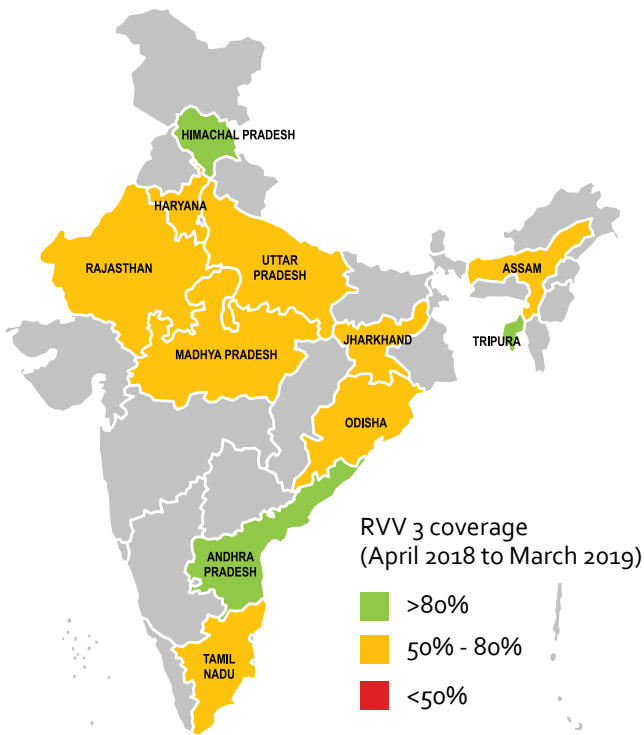 HIMACHAL PRADESH
HARYANA
RAJASTHAN
UTTAR
PRADESH
ASSAM
TRIPURA
JHARKHAND
MADHYA PRADESH
ODISHA
ANDHRA
PRADESH
TAMIL
NADU
RVV 3 coverage
(April 2018 to March 2019)
>80%
50% - 80%
<50%